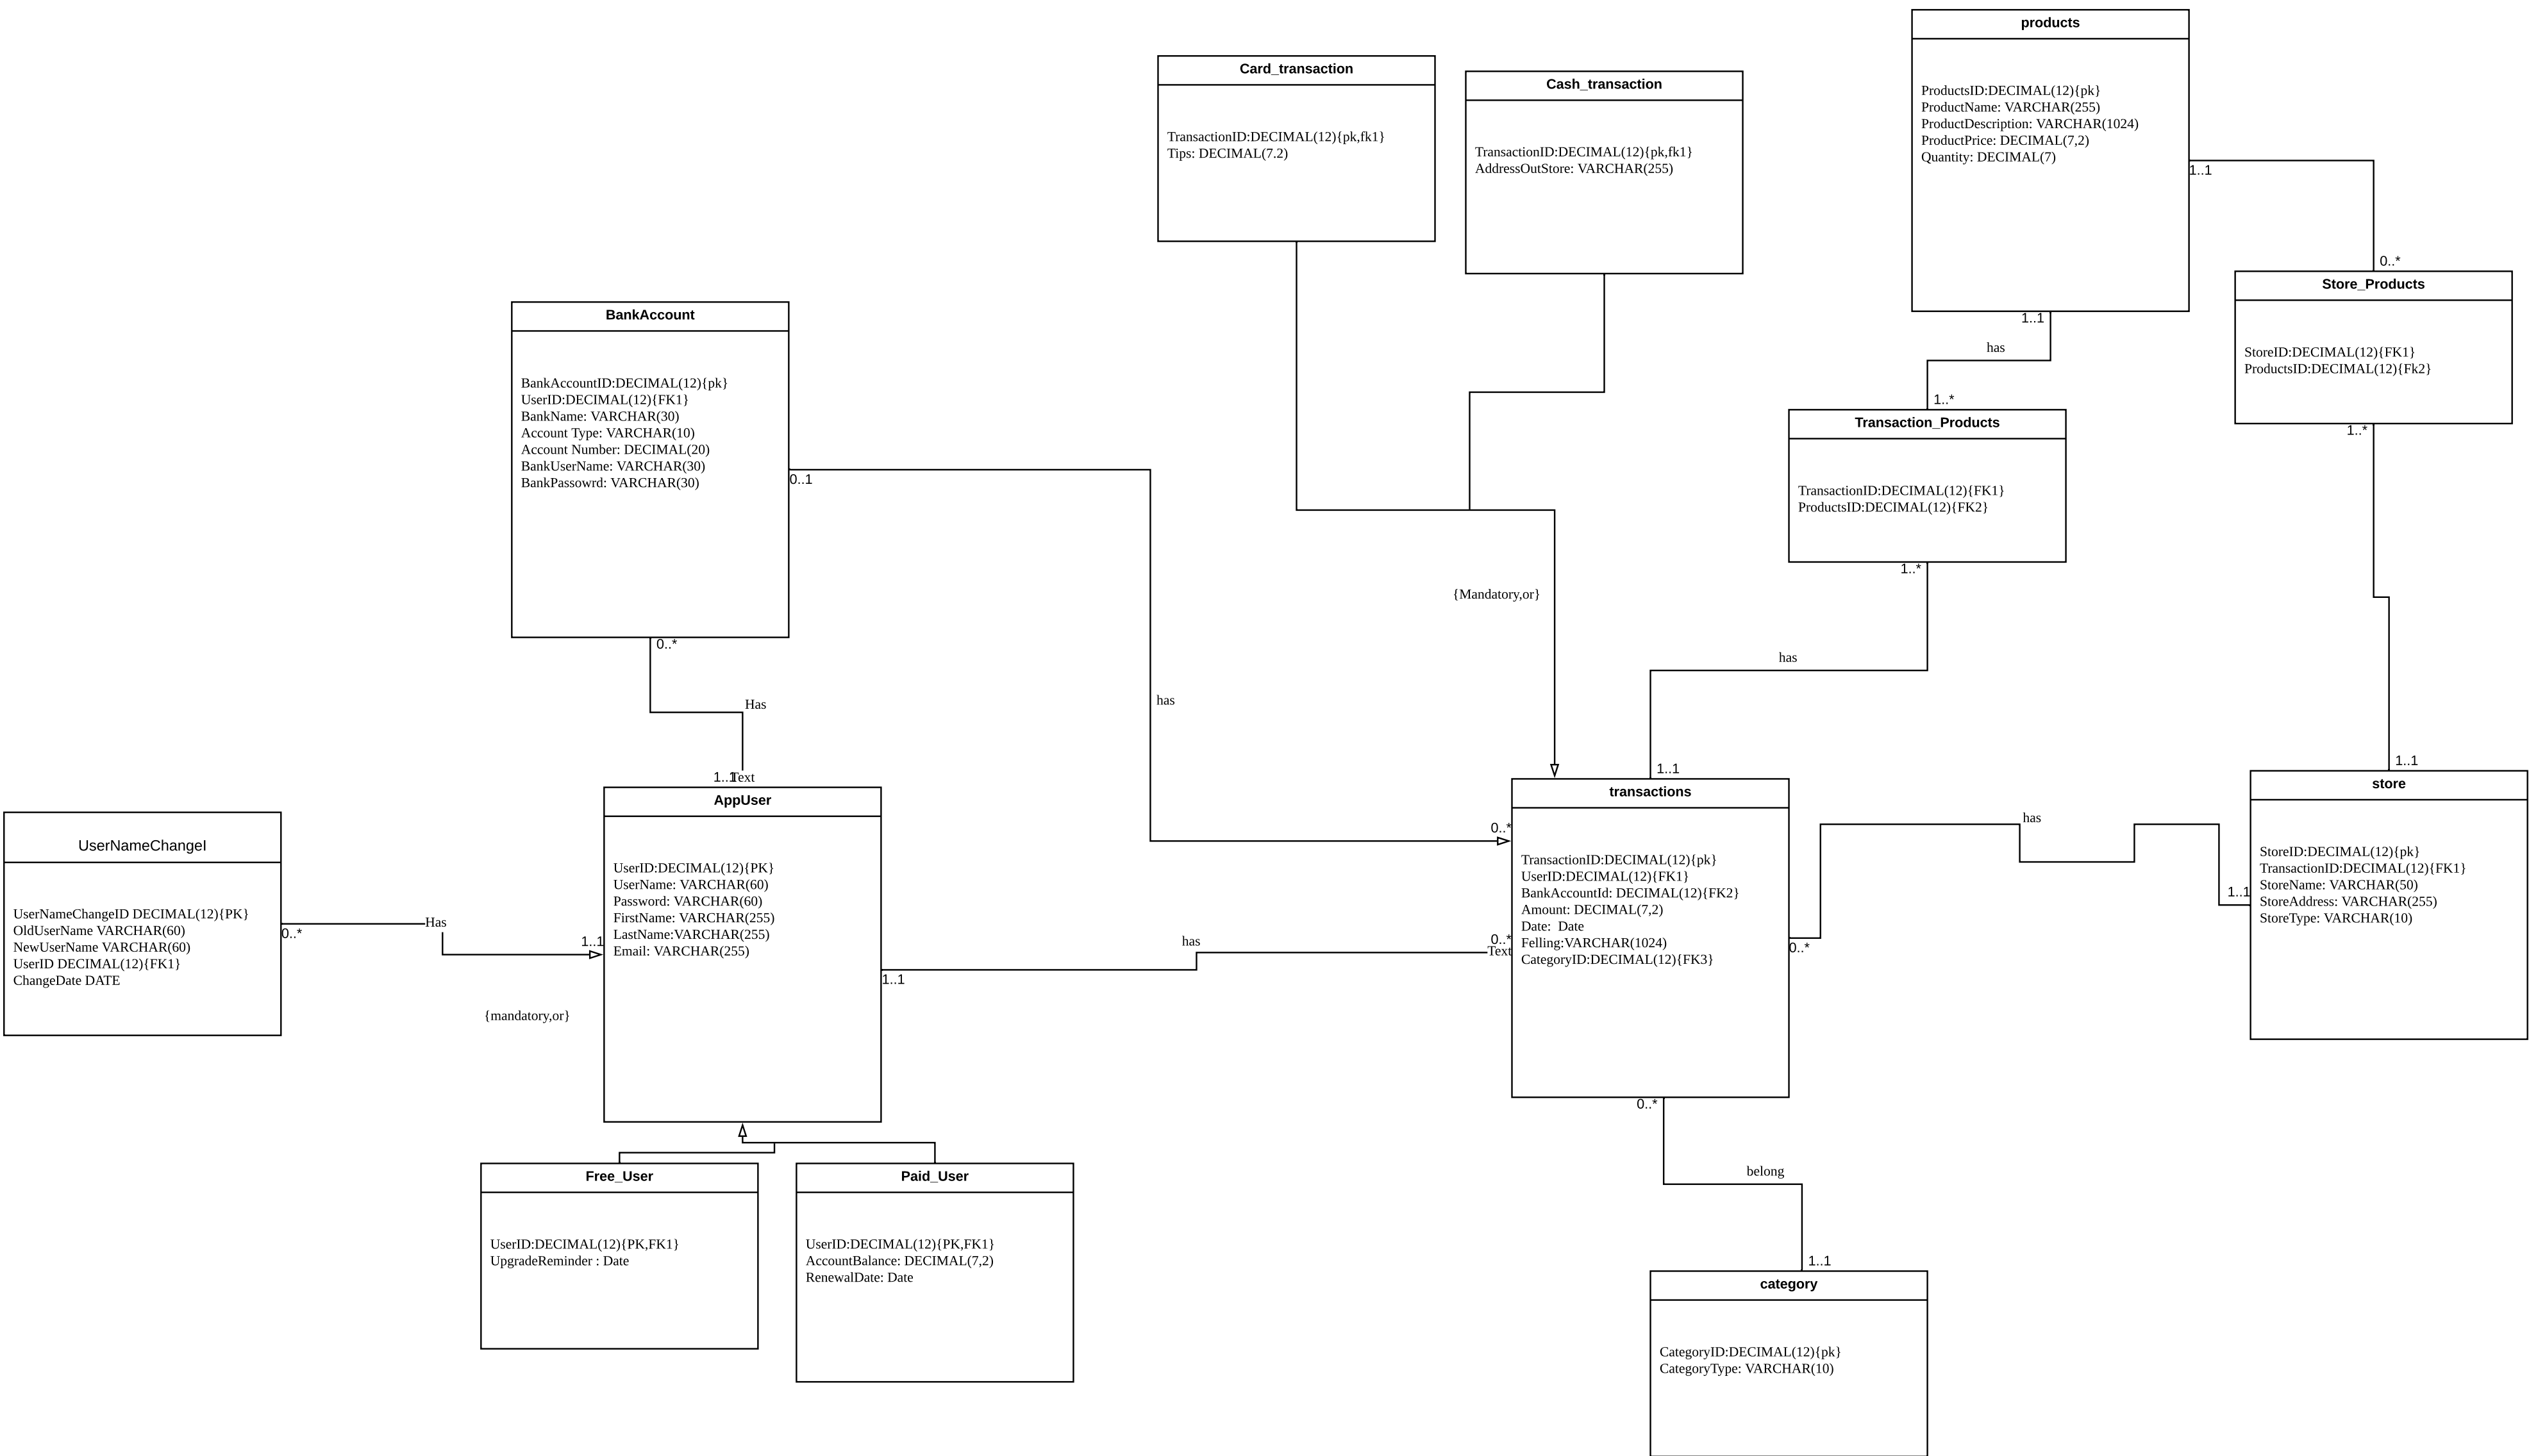 products
ProductsID:DECIMAL(12){pk}
ProductName: VARCHAR(255)
ProductDescription: VARCHAR(1024)
ProductPrice: DECIMAL(7,2)
Quantity: DECIMAL(7)
1..1
1..1
Card_transaction
TransactionID:DECIMAL(12){pk,fk1}
Tips: DECIMAL(7.2)
Cash_transaction
TransactionID:DECIMAL(12){pk,fk1}
AddressOutStore: VARCHAR(255)
0..*
Store_Products
StoreID:DECIMAL(12){FK1}
ProductsID:DECIMAL(12){Fk2}
1..*
BankAccount
BankAccountID:DECIMAL(12){pk}
UserID:DECIMAL(12){FK1}
BankName: VARCHAR(30)
Account Type: VARCHAR(10)
Account Number: DECIMAL(20)
BankUserName: VARCHAR(30)
BankPassowrd: VARCHAR(30)
0..1
0..*
has
1..*
Transaction_Products
TransactionID:DECIMAL(12){FK1}
ProductsID:DECIMAL(12){FK2}
1..*
{Mandatory,or}
has
has
Has
1..1
Text
AppUser
UserID:DECIMAL(12){PK}
UserName: VARCHAR(60)
Password: VARCHAR(60)
FirstName: VARCHAR(255)
LastName:VARCHAR(255)
Email: VARCHAR(255)
1..1
1..1
UserNameChangeI
UserNameChangeID DECIMAL(12){PK}
OldUserName VARCHAR(60)
NewUserName VARCHAR(60)
UserID DECIMAL(12){FK1}
ChangeDate DATE
0..*
Has
{mandatory,or}
has
1..1
0..*
0..*
Text
transactions
TransactionID:DECIMAL(12){pk}
UserID:DECIMAL(12){FK1}
BankAccountId: DECIMAL(12){FK2}
Amount: DECIMAL(7,2)
Date:  Date
Felling:VARCHAR(1024)
CategoryID:DECIMAL(12){FK3}
0..*
0..*
has
1..1
1..1
store
StoreID:DECIMAL(12){pk}
TransactionID:DECIMAL(12){FK1}
StoreName: VARCHAR(50)
StoreAddress: VARCHAR(255)
StoreType: VARCHAR(10)
Free_User
UserID:DECIMAL(12){PK,FK1}
UpgradeReminder : Date
Paid_User
UserID:DECIMAL(12){PK,FK1}
AccountBalance: DECIMAL(7,2)
RenewalDate: Date
belong
1..1
category
CategoryID:DECIMAL(12){pk}
CategoryType: VARCHAR(10)